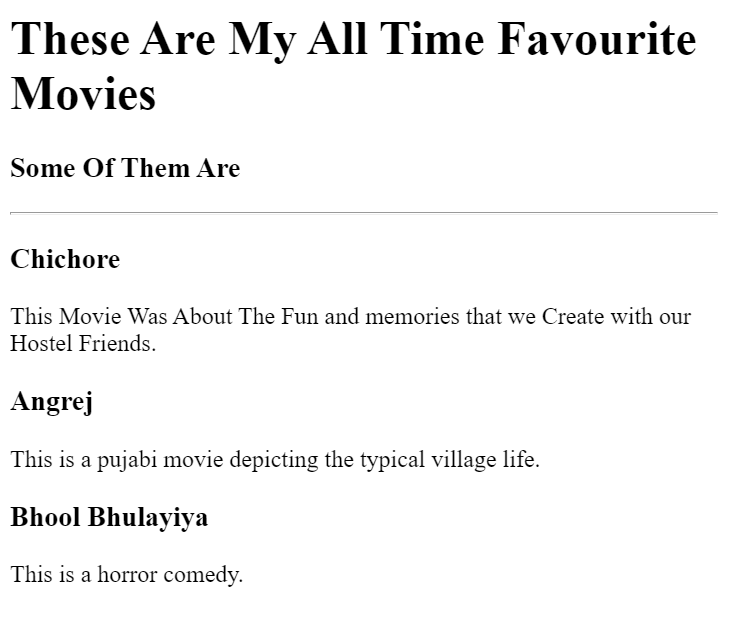 These Are My All Time Favourite
Movies
Some Of Them Are
Chichore
This Movie Was About The Fun and memories that we Create with our
Hostel Friends.
Angrej
This is a pujabi movie depicting the typical village life.
Bhool Bhulayiya
This is a horror comedy.